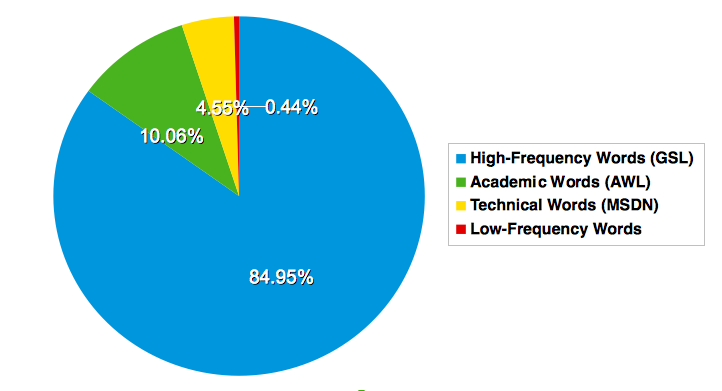 4.55%
0.44%
10.06%
84.95%
High-Frequency Words (GSL)
Academic Words (AWL)
Technical Words (MSDN)
Low-Frequency Words